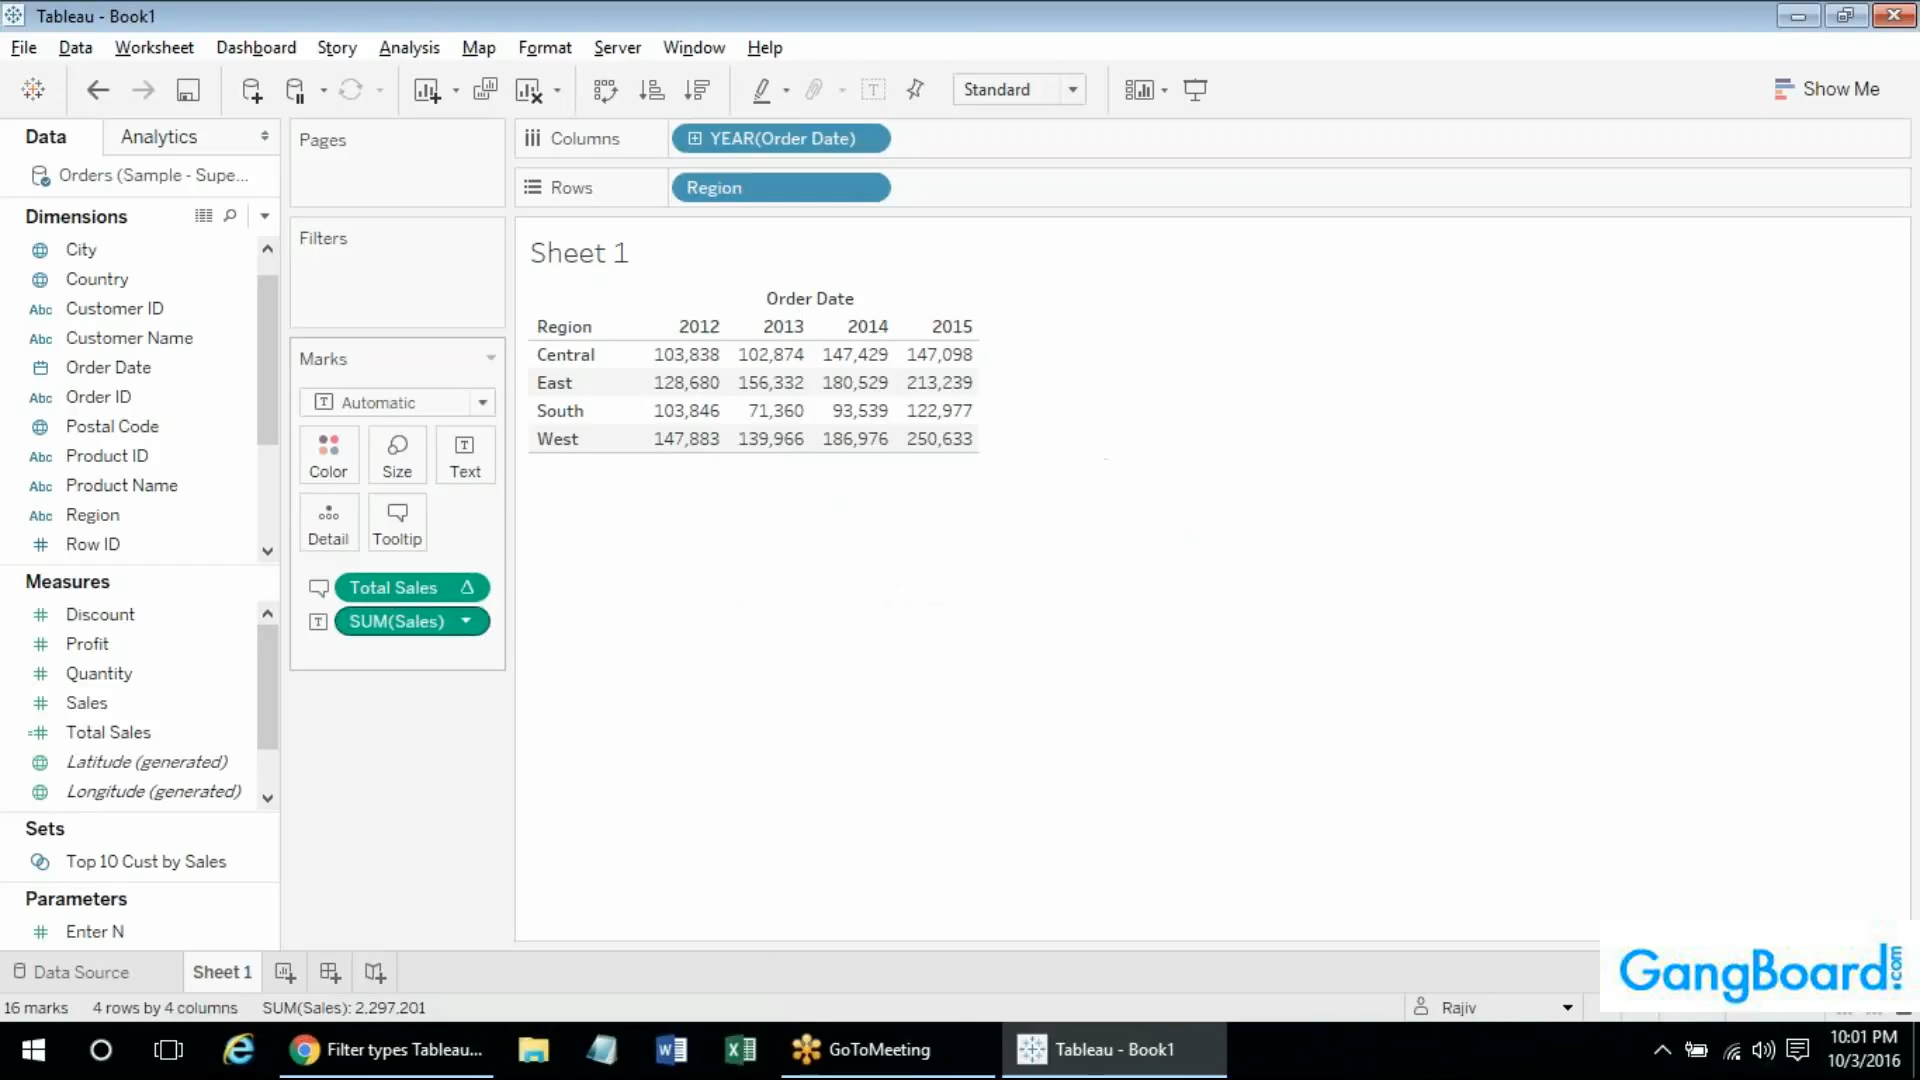 Tableau - Book1
File Data Worksheet Dashboard Story Analysis Map Format Server Window Help
Standard
Show Me
Data
Analytics
Orders (Sample - Supe...
Dimensions
City
Country
Abc Customer ID
Abc Customer Name
Order Date
Abc Order ID
Postal Code
Abc Product ID
Abc Product Name
Abc Region
# Row ID
Measures
# Discount
# Profit
# Quantity
# Sales
=# Total Sales
Latitude (generated)
Longitude (generated)
Sets
Top 10 Cust by Sales
Parameters
# Enter N
Pages
Filters
Marks
T Automatic
Color
Size
T Text
Detail
Tooltip
Total Sales Δ
T SUM(Sales)
Columns YEAR(Order Date)
Rows Region
Sheet 1
Order Date
Region 2012 2013 2014 2015
Central 103,838 102,874 147,429 147,098
East 128,680 156,332 180,529 213,239
South 103,846 71,360 93,539 122,977
West 147,883 139,966 186,976 250,633
GangBoard.com
Data Source
Sheet 1
16 marks 4 rows by 4 columns SUM(Sales): 2,297,201
Rajiv
Filter types Tableau...
GoToMeeting
Tableau - Book1
10:01 PM
10/3/2016